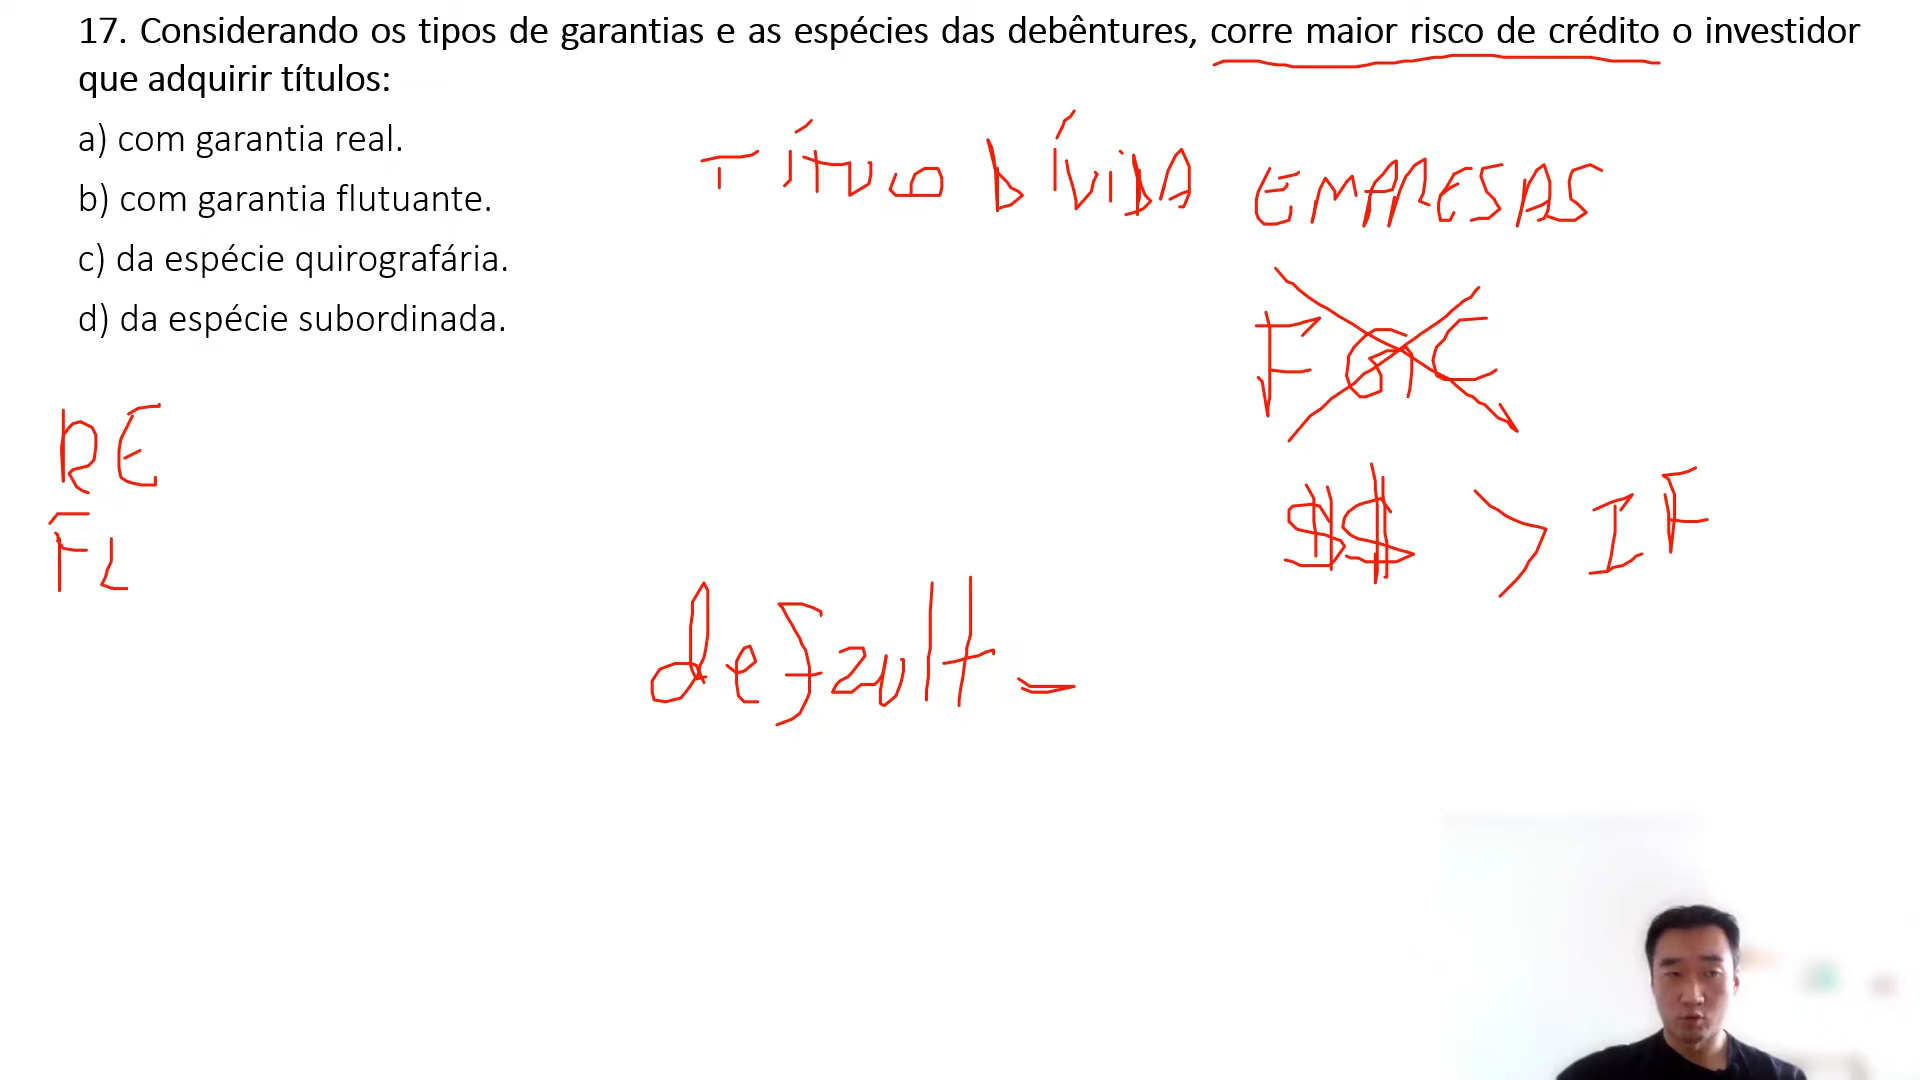 17. Considerando os tipos de garantias e as espécies das debêntures, corre maior risco de crédito o investidor
que adquirir títulos:
a) com garantia real.
b) com garantia flutuante.
c) da espécie quirografária.
d) da espécie subordinada.
TÍTULO DÍVIDA EMPRESAS
FGC
$$ > IF
RE
FL
default